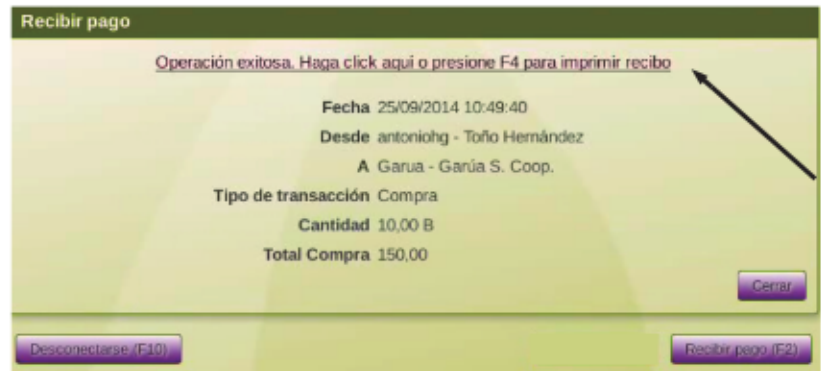 Recibir pago
Operación exitosa. Haga click aqui o presione F4 para imprimir recibo
Fecha 25/09/2014 10:49:40
Desde antoniohg - Toño Hernández
A Garua - Garúa S. Coop.
Tipo de transacción Compra
Cantidad 10,00 B
Total Compra 150,00
Cerrar
Desconectarse (F10)
Recibir pago (F2)